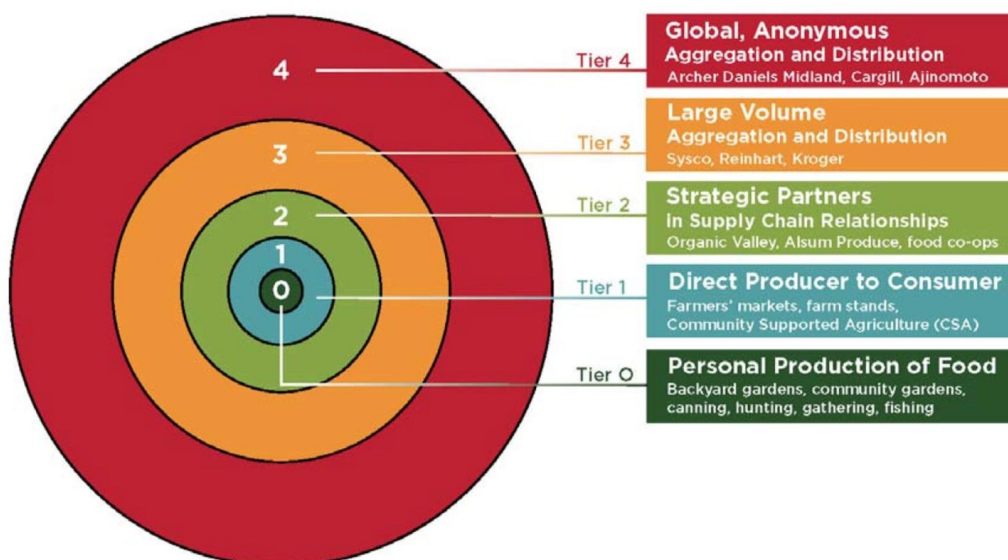 4
3
2
1
0
Tier 4
Global, Anonymous
Aggregation and Distribution
Archer Daniels Midland, Cargill, Ajinomoto
Tier 3
Large Volume
Aggregation and Distribution
Sysco, Reinhart, Kroger
Tier 2
Strategic Partners
in Supply Chain Relationships
Organic Valley, Alsum Produce, food co-ops
Tier 1
Direct Producer to Consumer
Farmers' markets, farm stands,
Community Supported Agriculture (CSA)
Tier 0
Personal Production of Food
Backyard gardens, community gardens,
canning, hunting, gathering, fishing